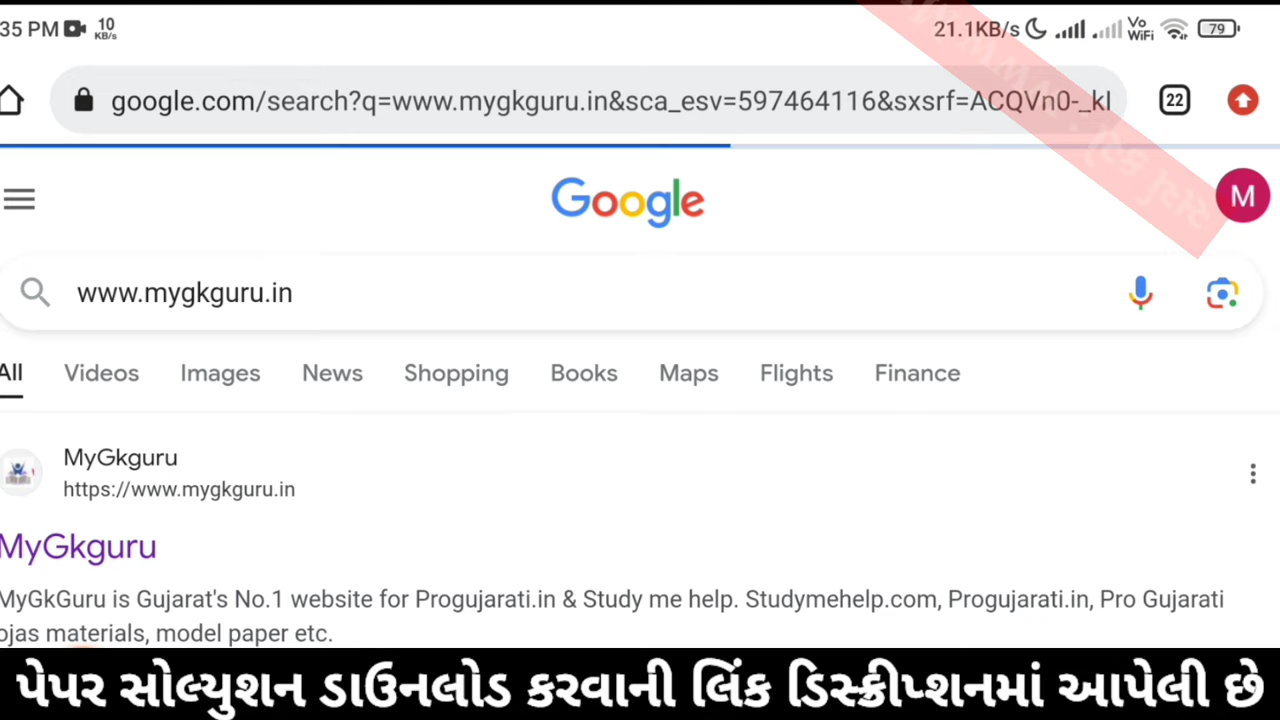 35 PM 10 KB/s 21.1KB/s Vo WiFi 79
google.com/search?q=www.mygkguru.in&sca_esv=597464116&sxsrf=ACQVn0-_kI 22
Google M
www.mygkguru.in
All Videos Images News Shopping Books Maps Flights Finance
MyGkguru
https://www.mygkguru.in
MyGkguru
MyGkGuru is Gujarat's No.1 website for Progujarati.in & Study me help. Studymehelp.com, Progujarati.in, Pro Gujarati
ojas materials, model paper etc.
પેપર સોલ્યુશન ડાઉનલોડ કરવાની લિંક ડિસ્ક્રીપ્શનમાં આપેલી છે